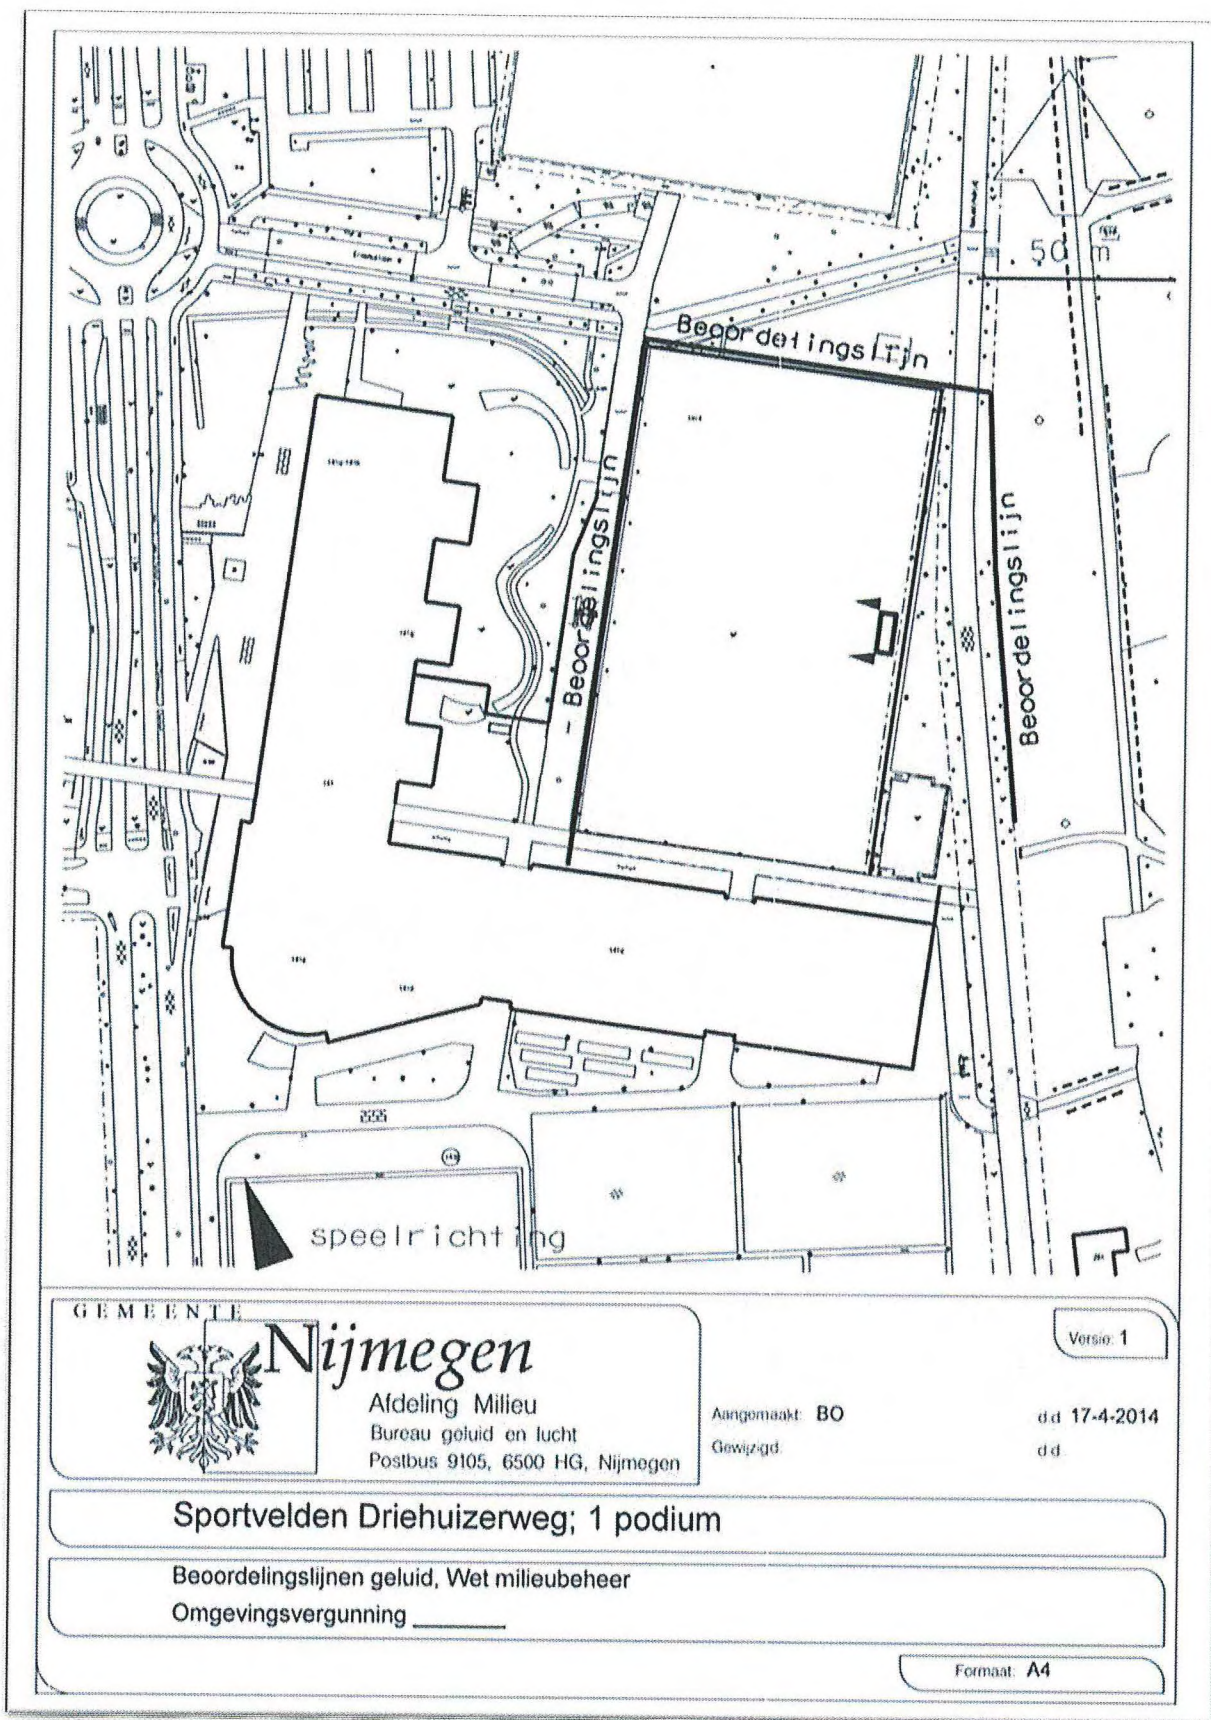 50 m
Beoordelingslijn
Beoordelingslijn
Beoordelingslijn
speelrichting
GEMEENTE
Nijmegen
Afdeling Milieu
Bureau geluid en lucht
Postbus 9105, 6500 HG, Nijmegen
Versie: 1
Aangemaakt: BO
d.d 17-4-2014
Gewijzigd:
d.d
Sportvelden Driehuizerweg; 1 podium
Beoordelingslijnen geluid, Wet milieubeheer
Omgevingsvergunning ________
Formaat: A4